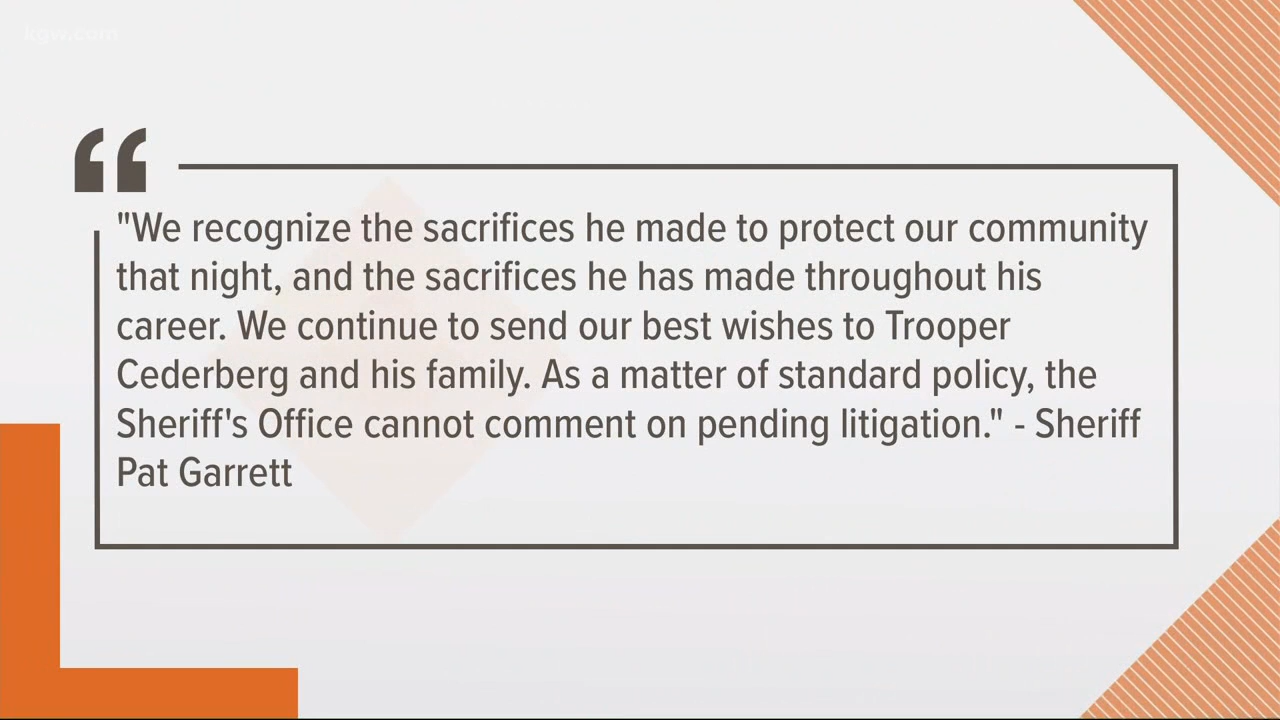 kgw.com
"We recognize the sacrifices he made to protect our community
that night, and the sacrifices he has made throughout his
career. We continue to send our best wishes to Trooper
Cederberg and his family. As a matter of standard policy, the
Sheriff's Office cannot comment on pending litigation." - Sheriff
Pat Garrett